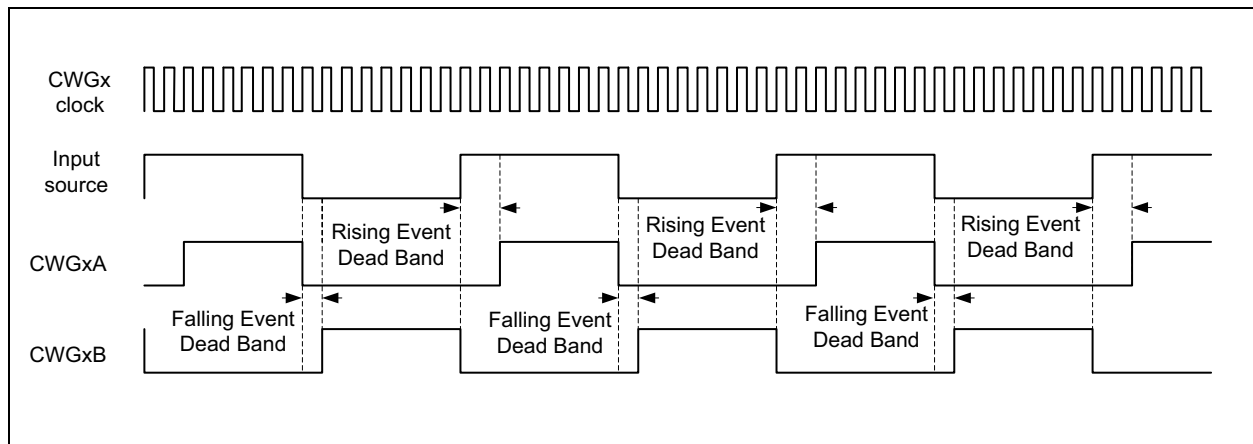 CWGx
clock
Input
source
Rising Event
Dead Band
Rising Event
Dead Band
Rising Event
Dead Band
CWGxA
Falling Event
Dead Band
Falling Event
Dead Band
Falling Event
Dead Band
CWGxB